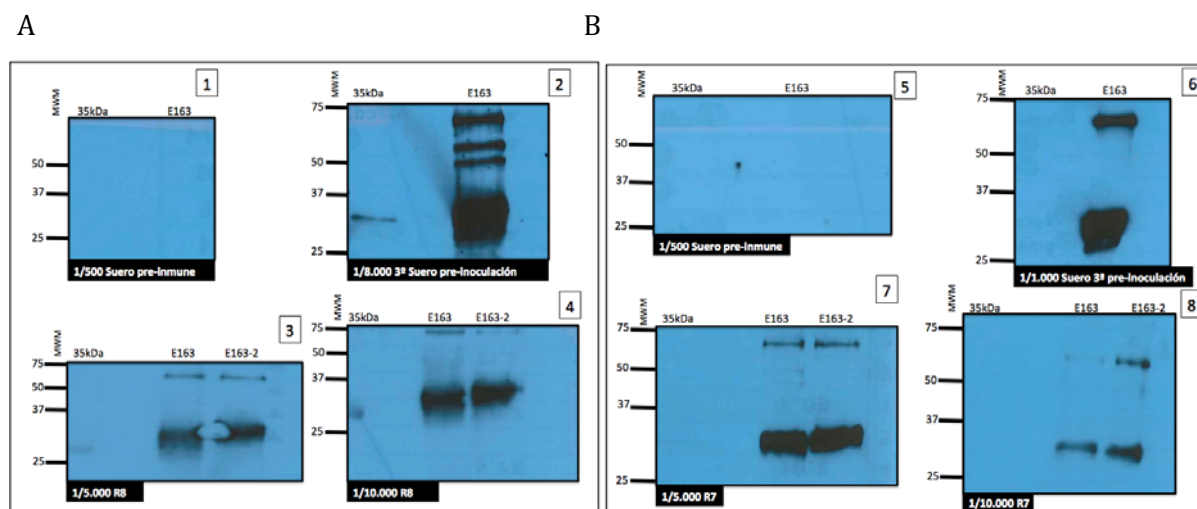 A
B
1
MWM
35kDa E163
50
37
25
1/500 Suero pre-inmune
2
MWM
35kDa E163
75
50
37
25
1/8.000 3º Suero pre-inoculación
3
MWM
35kDa E163 E163-2
75
50
37
25
1/5.000 R8
4
MWM
35kDa E163 E163-2
75
50
37
25
1/10.000 R8
5
MWM
35kDa E163
50
37
25
1/500 Suero pre-inmune
6
MWM
35kDa E163
75
50
37
25
1/1.000 Suero 3ª pre-inoculación
7
MWM
35kDa E163 E163-2
75
50
37
25
1/5.000 R7
8
MWM
35kDa E163 E163-2
75
50
37
25
1/10.000 R7